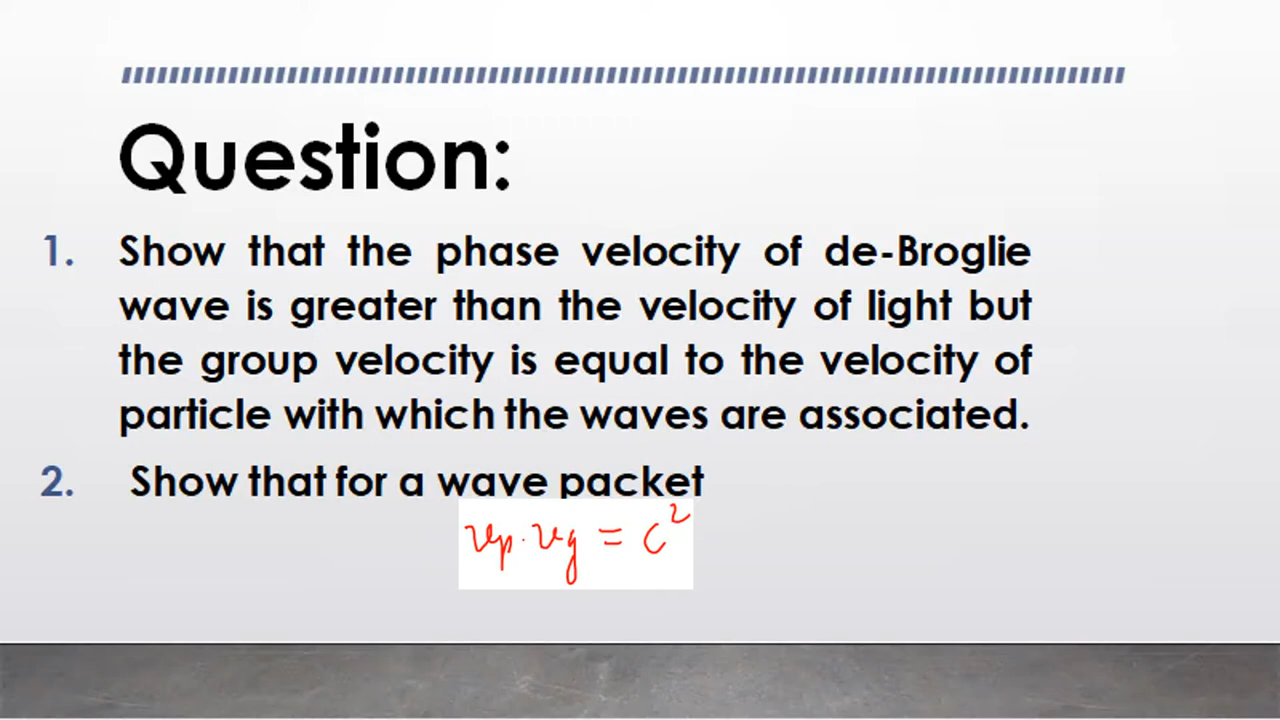 Question:
1. Show that the phase velocity of de-Broglie
wave is greater than the velocity of light but
the group velocity is equal to the velocity of
particle with which the waves are associated.
2. Show that for a wave packet
vp·vg = c²